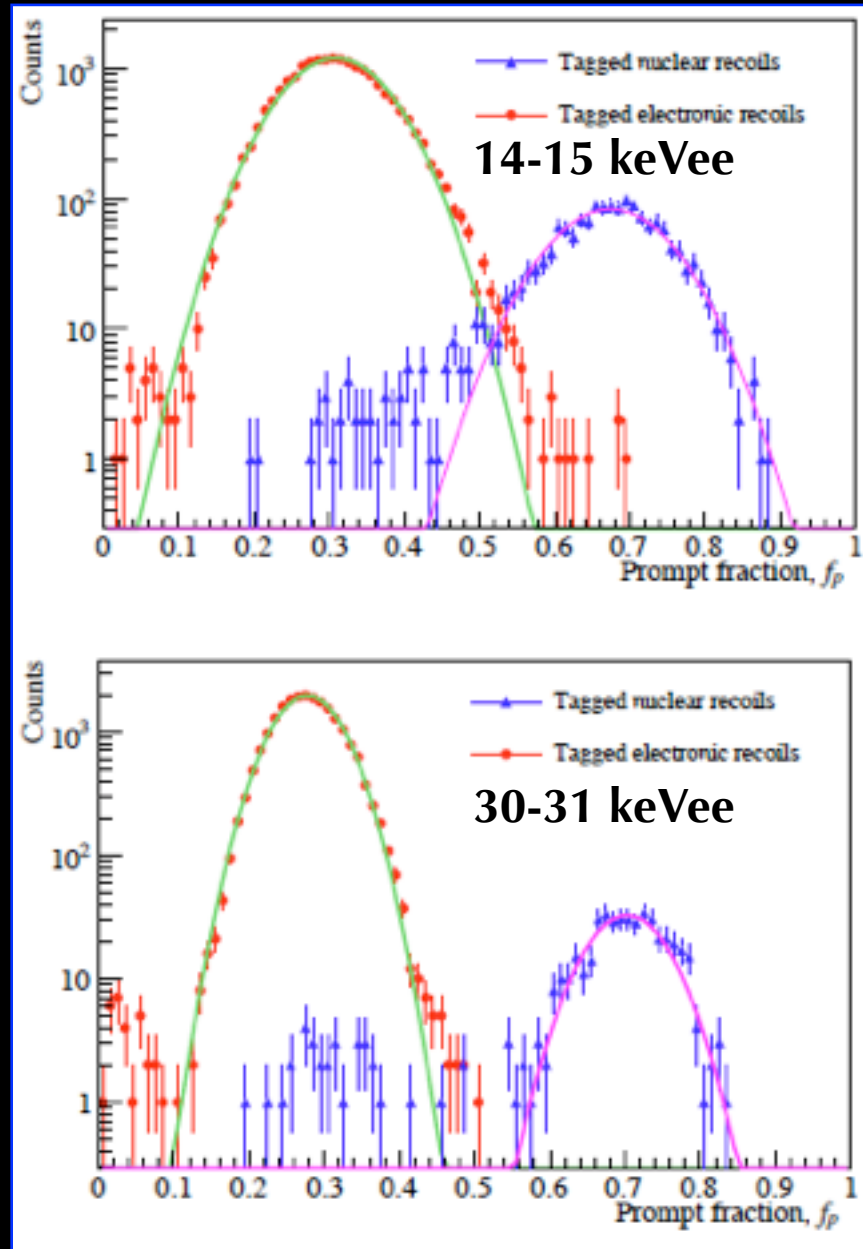 Counts
10³
10²
10
1
Tagged nuclear recoils
Tagged electronic recoils
14-15 keVee
0 0.1 0.2 0.3 0.4 0.5 0.6 0.7 0.8 0.9 1
Prompt fraction, fₚ
Counts
10³
10²
10
1
Tagged nuclear recoils
Tagged electronic recoils
30-31 keVee
0 0.1 0.2 0.3 0.4 0.5 0.6 0.7 0.8 0.9 1
Prompt fraction, fₚ